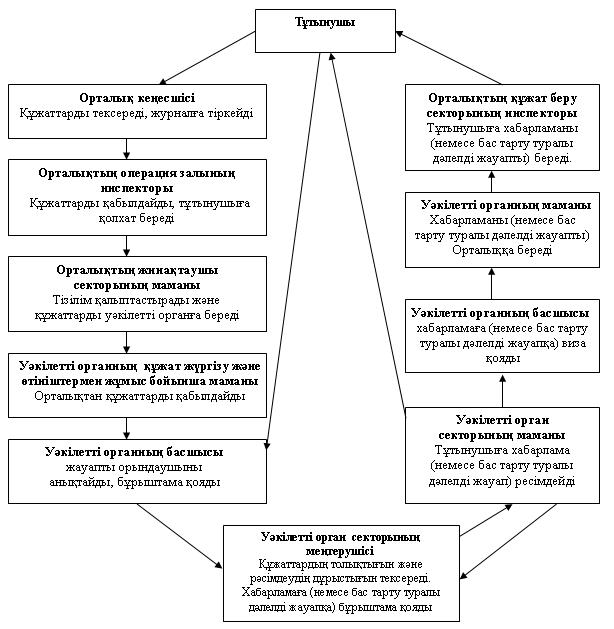 Тұтынушы
Орталық кеңесшісі
Құжаттарды тексереді, журналға тіркейді
Орталықтың операция залының
инспекторы
Құжаттарды қабылдайды, тұтынушыға
қолхат береді
Орталықтың жинақтаушы
секторының маманы
Тізілім қалыптастырады және
құжаттарды уәкілетті органға береді
Уәкілетті органның құжат жүргізу және
өтініштермен жұмыс бойынша маманы
Орталықтан құжаттарды қабылдайды
Уәкілетті органның басшысы
жауапты орындаушыны
анықтайды, бұрыштама қояды
Уәкілетті орган секторының
меңгерушісі
Құжаттардың толықтығын және
рәсімдеудің дұрыстығын тексереді.
Хабарламаға (немесе бас тарту туралы
дәлелді жауапқа) бұрыштама қояды
Уәкілетті орган
секторының маманы
Тұтынушыға хабарлама
(немесе бас тарту туралы
дәлелді жауап) ресімдейді
Уәкілетті органның басшысы
хабарламаға (немесе бас тарту
туралы дәлелді жауапқа) виза
қояды
Уәкілетті органның маманы
Хабарламаны (немесе бас
тарту туралы дәлелді жауапты)
Орталыққа береді
Орталықтың құжат беру
секторының инспекторы
Тұтынушыға хабарламаны
(немесе бас тарту туралы
дәлелді жауапты) береді.